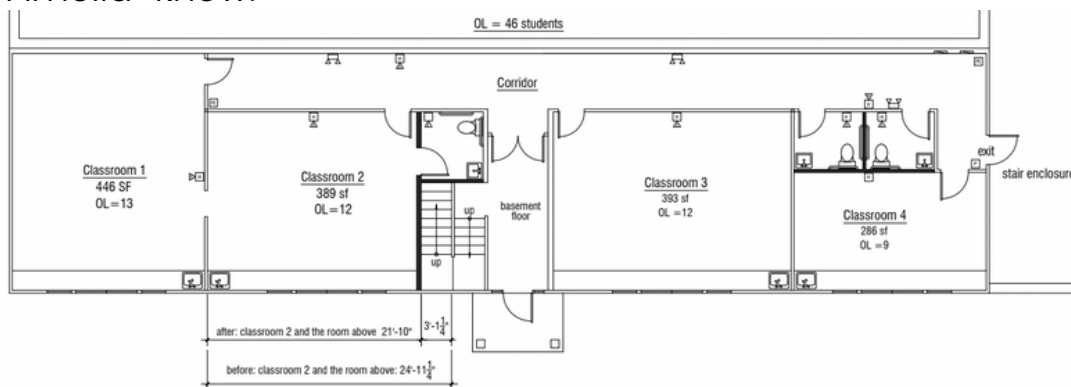 OL = 46 students
Corridor
Classroom 1
446 SF
OL =13
Classroom 2
389 sf
OL =12
up
up
basement
floor
Classroom 3
393 sf
OL =12
Classroom 4
286 sf
OL =9
exit
stair enclosure
after: classroom 2 and the room above 21'-10"
3'-1 1/4"
before: classroom 2 and the room above: 24'-11 1/4"